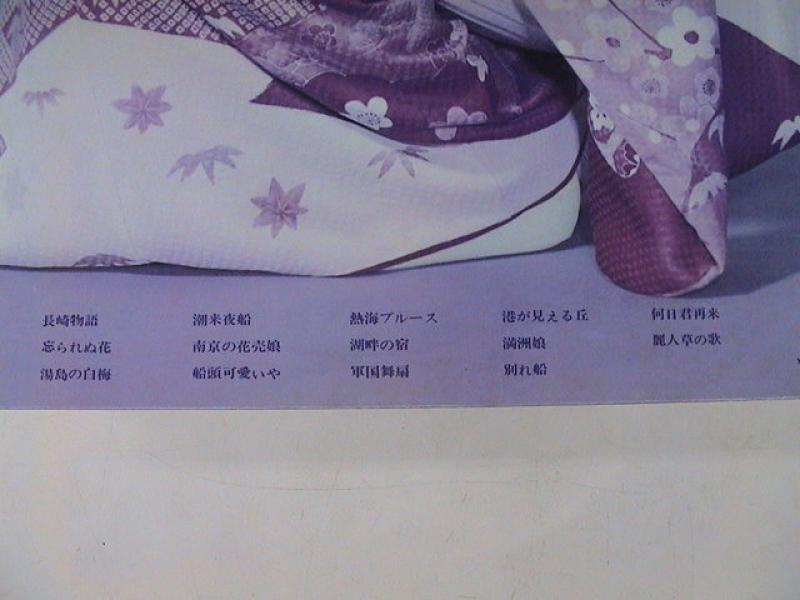 長崎物語
忘られぬ花
湯島の白梅
潮来夜船
南京の花売娘
船頭可愛いや
熱海ブルース
湖畔の宿
軍国舞扇
港が見える丘
満洲娘
別れ船
何日君再来
麗人草の歌